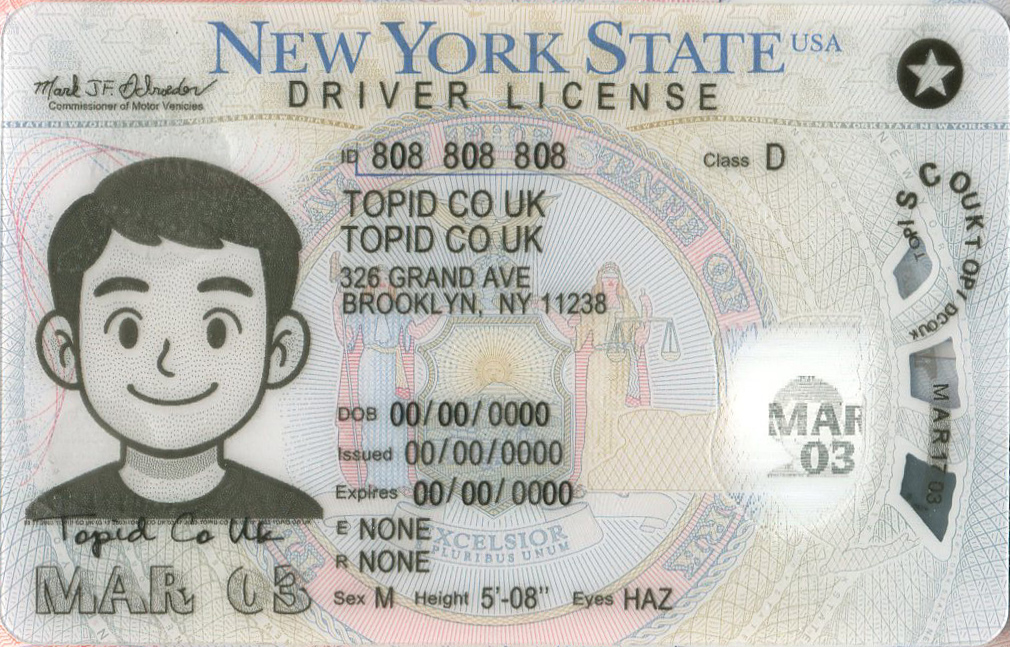 NEW YORK STATE USA
DRIVER LICENSE
Commissioner of Motor Vehicles
ID 808 808 808 Class D
TOPID CO UK
TOPID CO UK
326 GRAND AVE
BROOKLYN, NY 11238
DOB 00/00/0000
Issued 00/00/0000
Expires 00/00/0000
E NONE
R NONE
Sex M Height 5'-08" Eyes HAZ
Topid Co Uk
MAR 03
MAR
03
EXCELSIOR
PLURIBUS UNUM